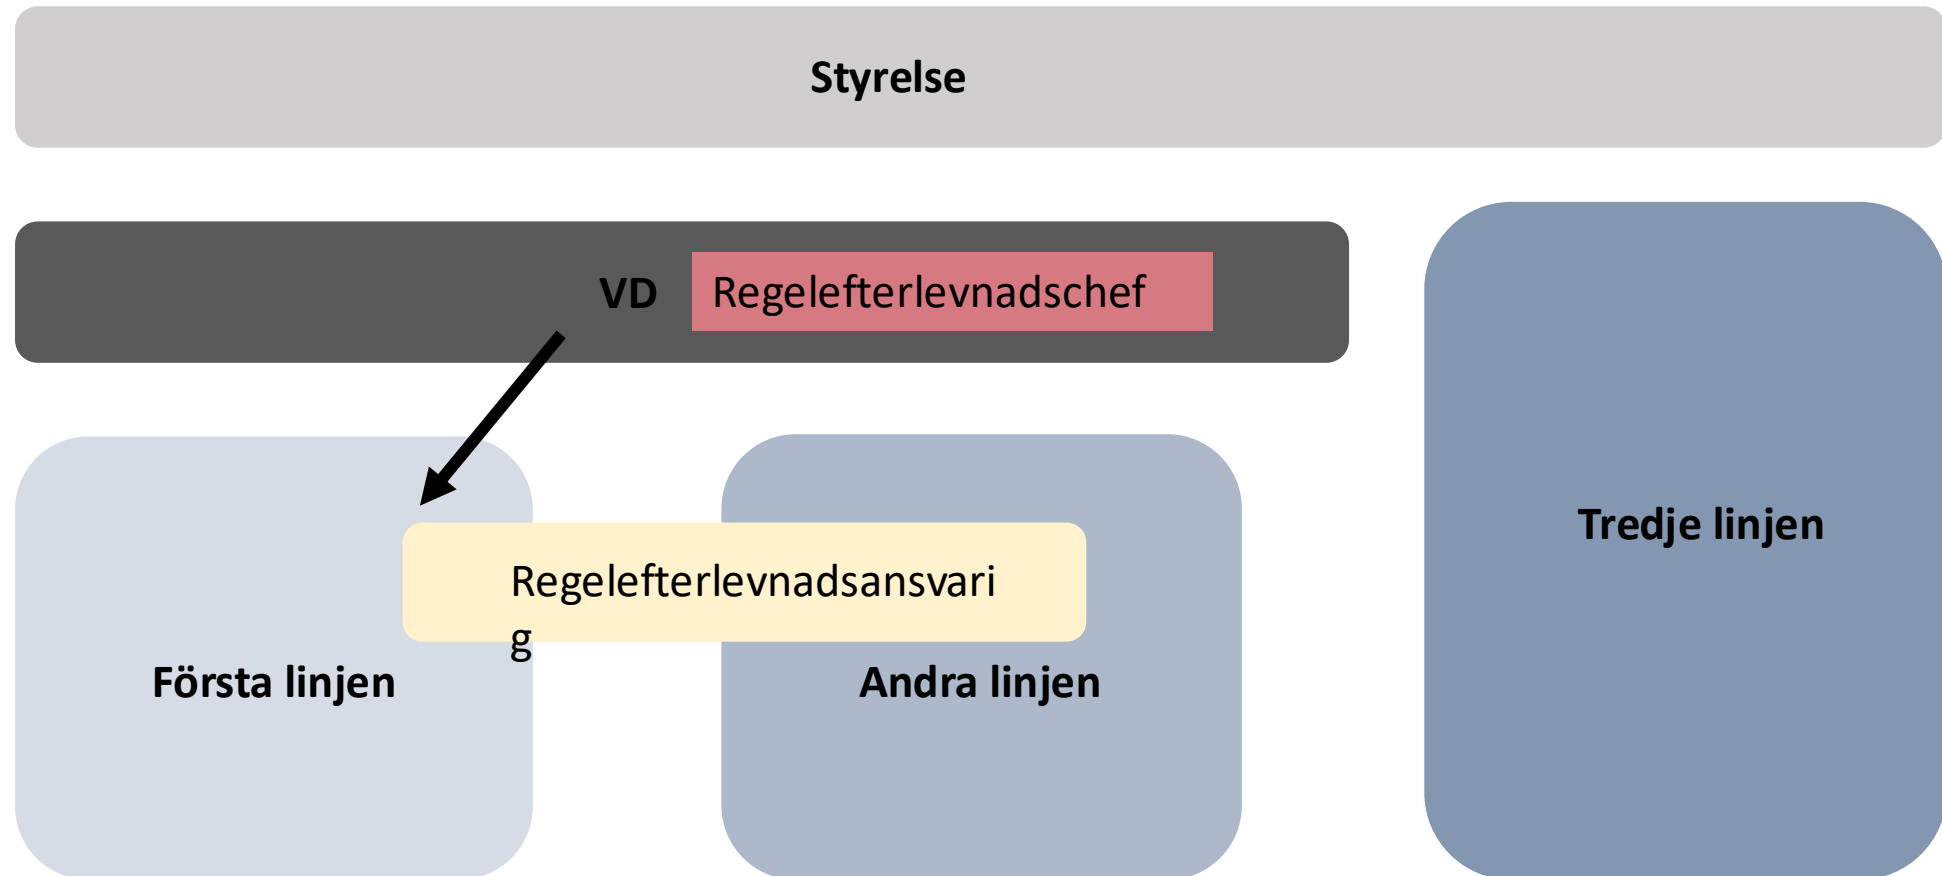 Styrelse
VD
Regelefterlevnadschef
Regelefterlevnadsansvari
g
Första linjen
Andra linjen
Tredje linjen